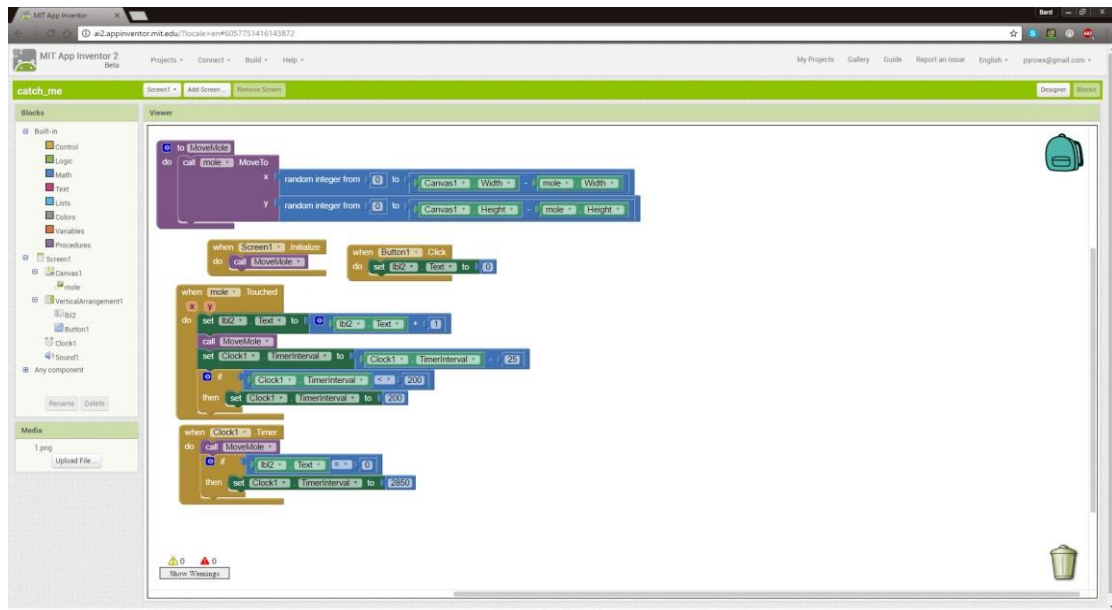 MIT App Inventor
Bard
ai2.appinventor.mit.edu/?locale=en#6057751416143872
MIT App Inventor 2
Beta
Projects Connect Build Help
My Projects Gallery Guide Report an Issue English pyrows@gmail.com
catch_me
Screen1 Add Screen ... Remove Screen
Designer Blocks
Blocks
Viewer
Built-in
Control
Logic
Math
Text
Lists
Colors
Variables
Procedures
Screen1
Canvas1
mole
VerticalArrangement1
lbl2
Button1
Clock1
Sound1
Any component
Rename Delete
Media
1.png
Upload File ...
to MoveMole
do call mole . MoveTo
x random integer from 0 to Canvas1 . Width - mole . Width
y random integer from 0 to Canvas1 . Height - mole . Height
when Screen1 .Initialize
do call MoveMole
when Button1 .Click
do set lbl2 . Text to 0
when mole .Touched
x y
do set lbl2 . Text to lbl2 . Text + 1
call MoveMole
set Clock1 . TimerInterval to Clock1 . TimerInterval - 25
if Clock1 . TimerInterval < 200
then set Clock1 . TimerInterval to 200
when Clock1 .Timer
do call MoveMole
if lbl2 . Text = 0
then set Clock1 . TimerInterval to 2850
0 0
Show Warnings